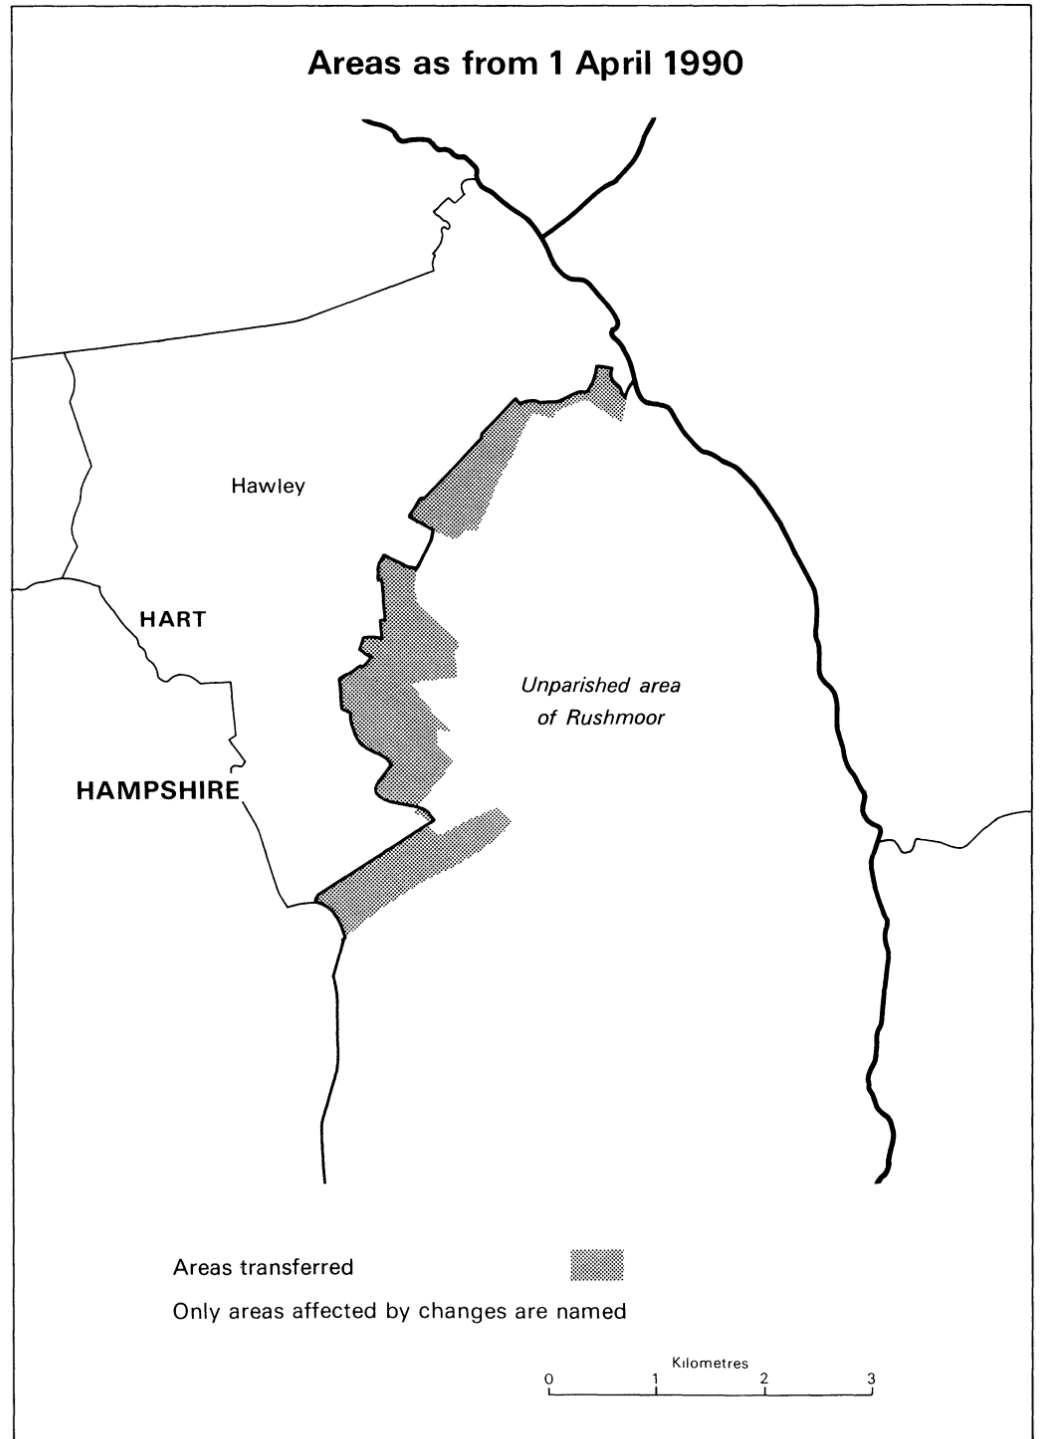 Areas as from 1 April 1990
Hawley
HART
Unparished area
of Rushmoor
HAMPSHIRE
Areas transferred
Only areas affected by changes are named
Kilometres
0 1 2 3